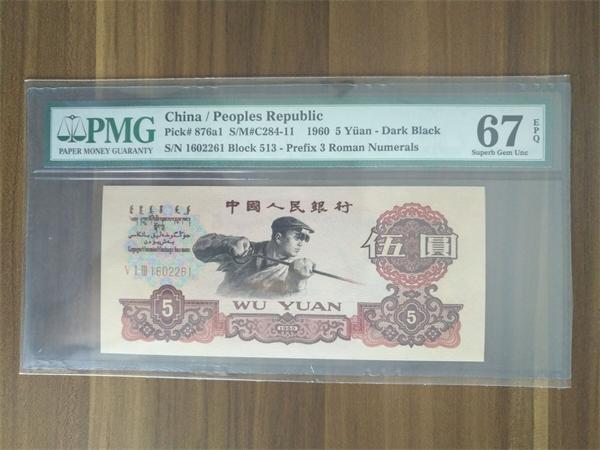 PMG
PAPER MONEY GUARANTY
China / Peoples Republic
Pick# 876a1 S/M#C284-11 1960 5 Yüan - Dark Black
S/N 1602261 Block 513 - Prefix 3 Roman Numerals
67 EPQ
Superb Gem Unc
中國人民銀行
V I III 1602261
伍圓
WU YUAN
5
1960
5